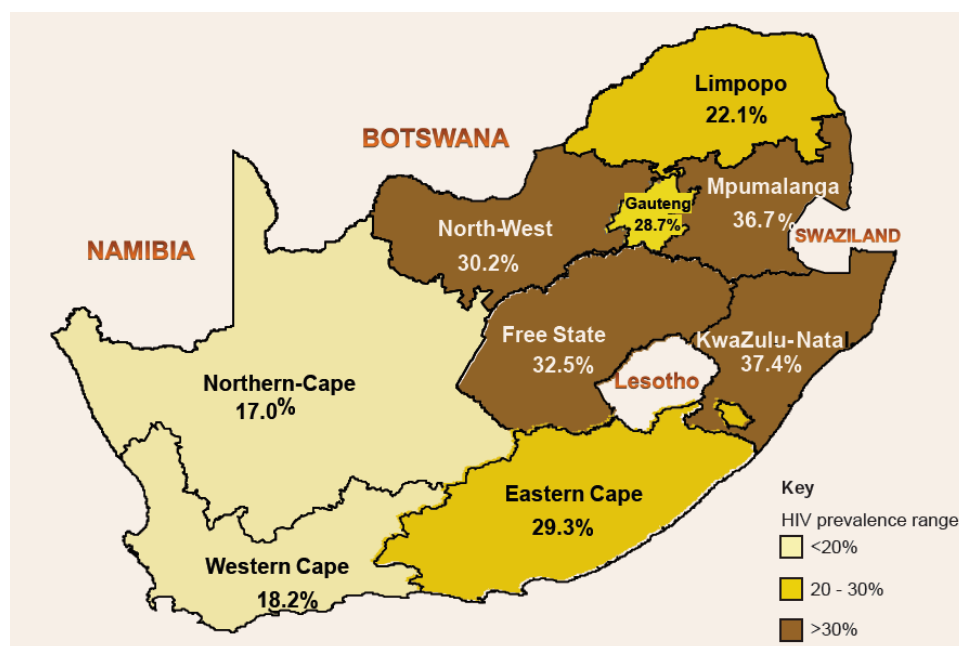 Limpopo
22.1%
BOTSWANA
Mpumalanga
36.7%
Gauteng
28.7%
North-West
30.2%
SWAZILAND
NAMIBIA
Free State
32.5%
KwaZulu-Natal
37.4%
Lesotho
Northern-Cape
17.0%
Eastern Cape
29.3%
Western Cape
18.2%
Key
HIV prevalence range
<20%
20 - 30%
>30%